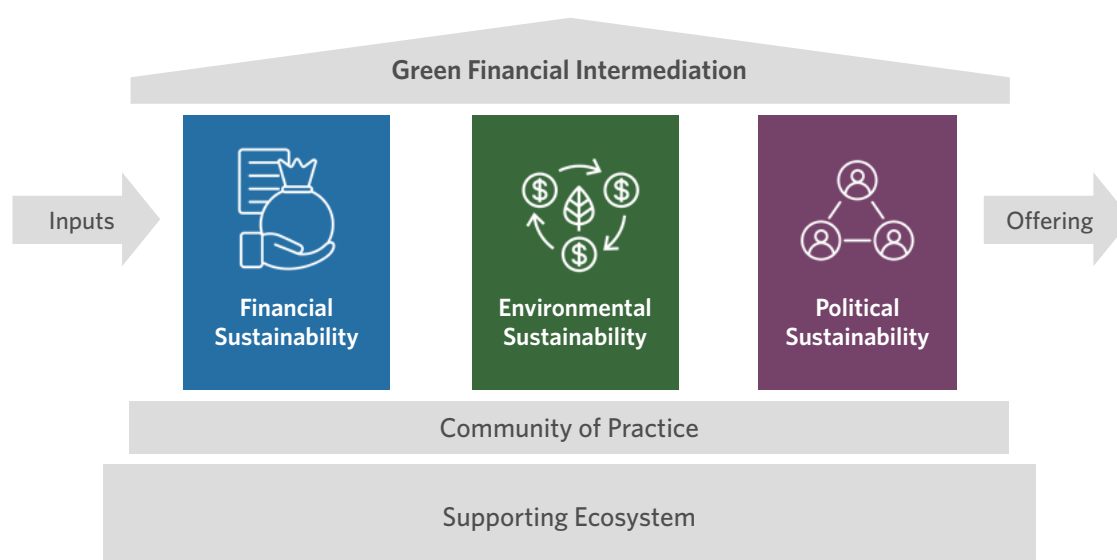 Green Financial Intermediation
Inputs
Financial
Sustainability
Environmental
Sustainability
Political
Sustainability
Offering
Community of Practice
Supporting Ecosystem